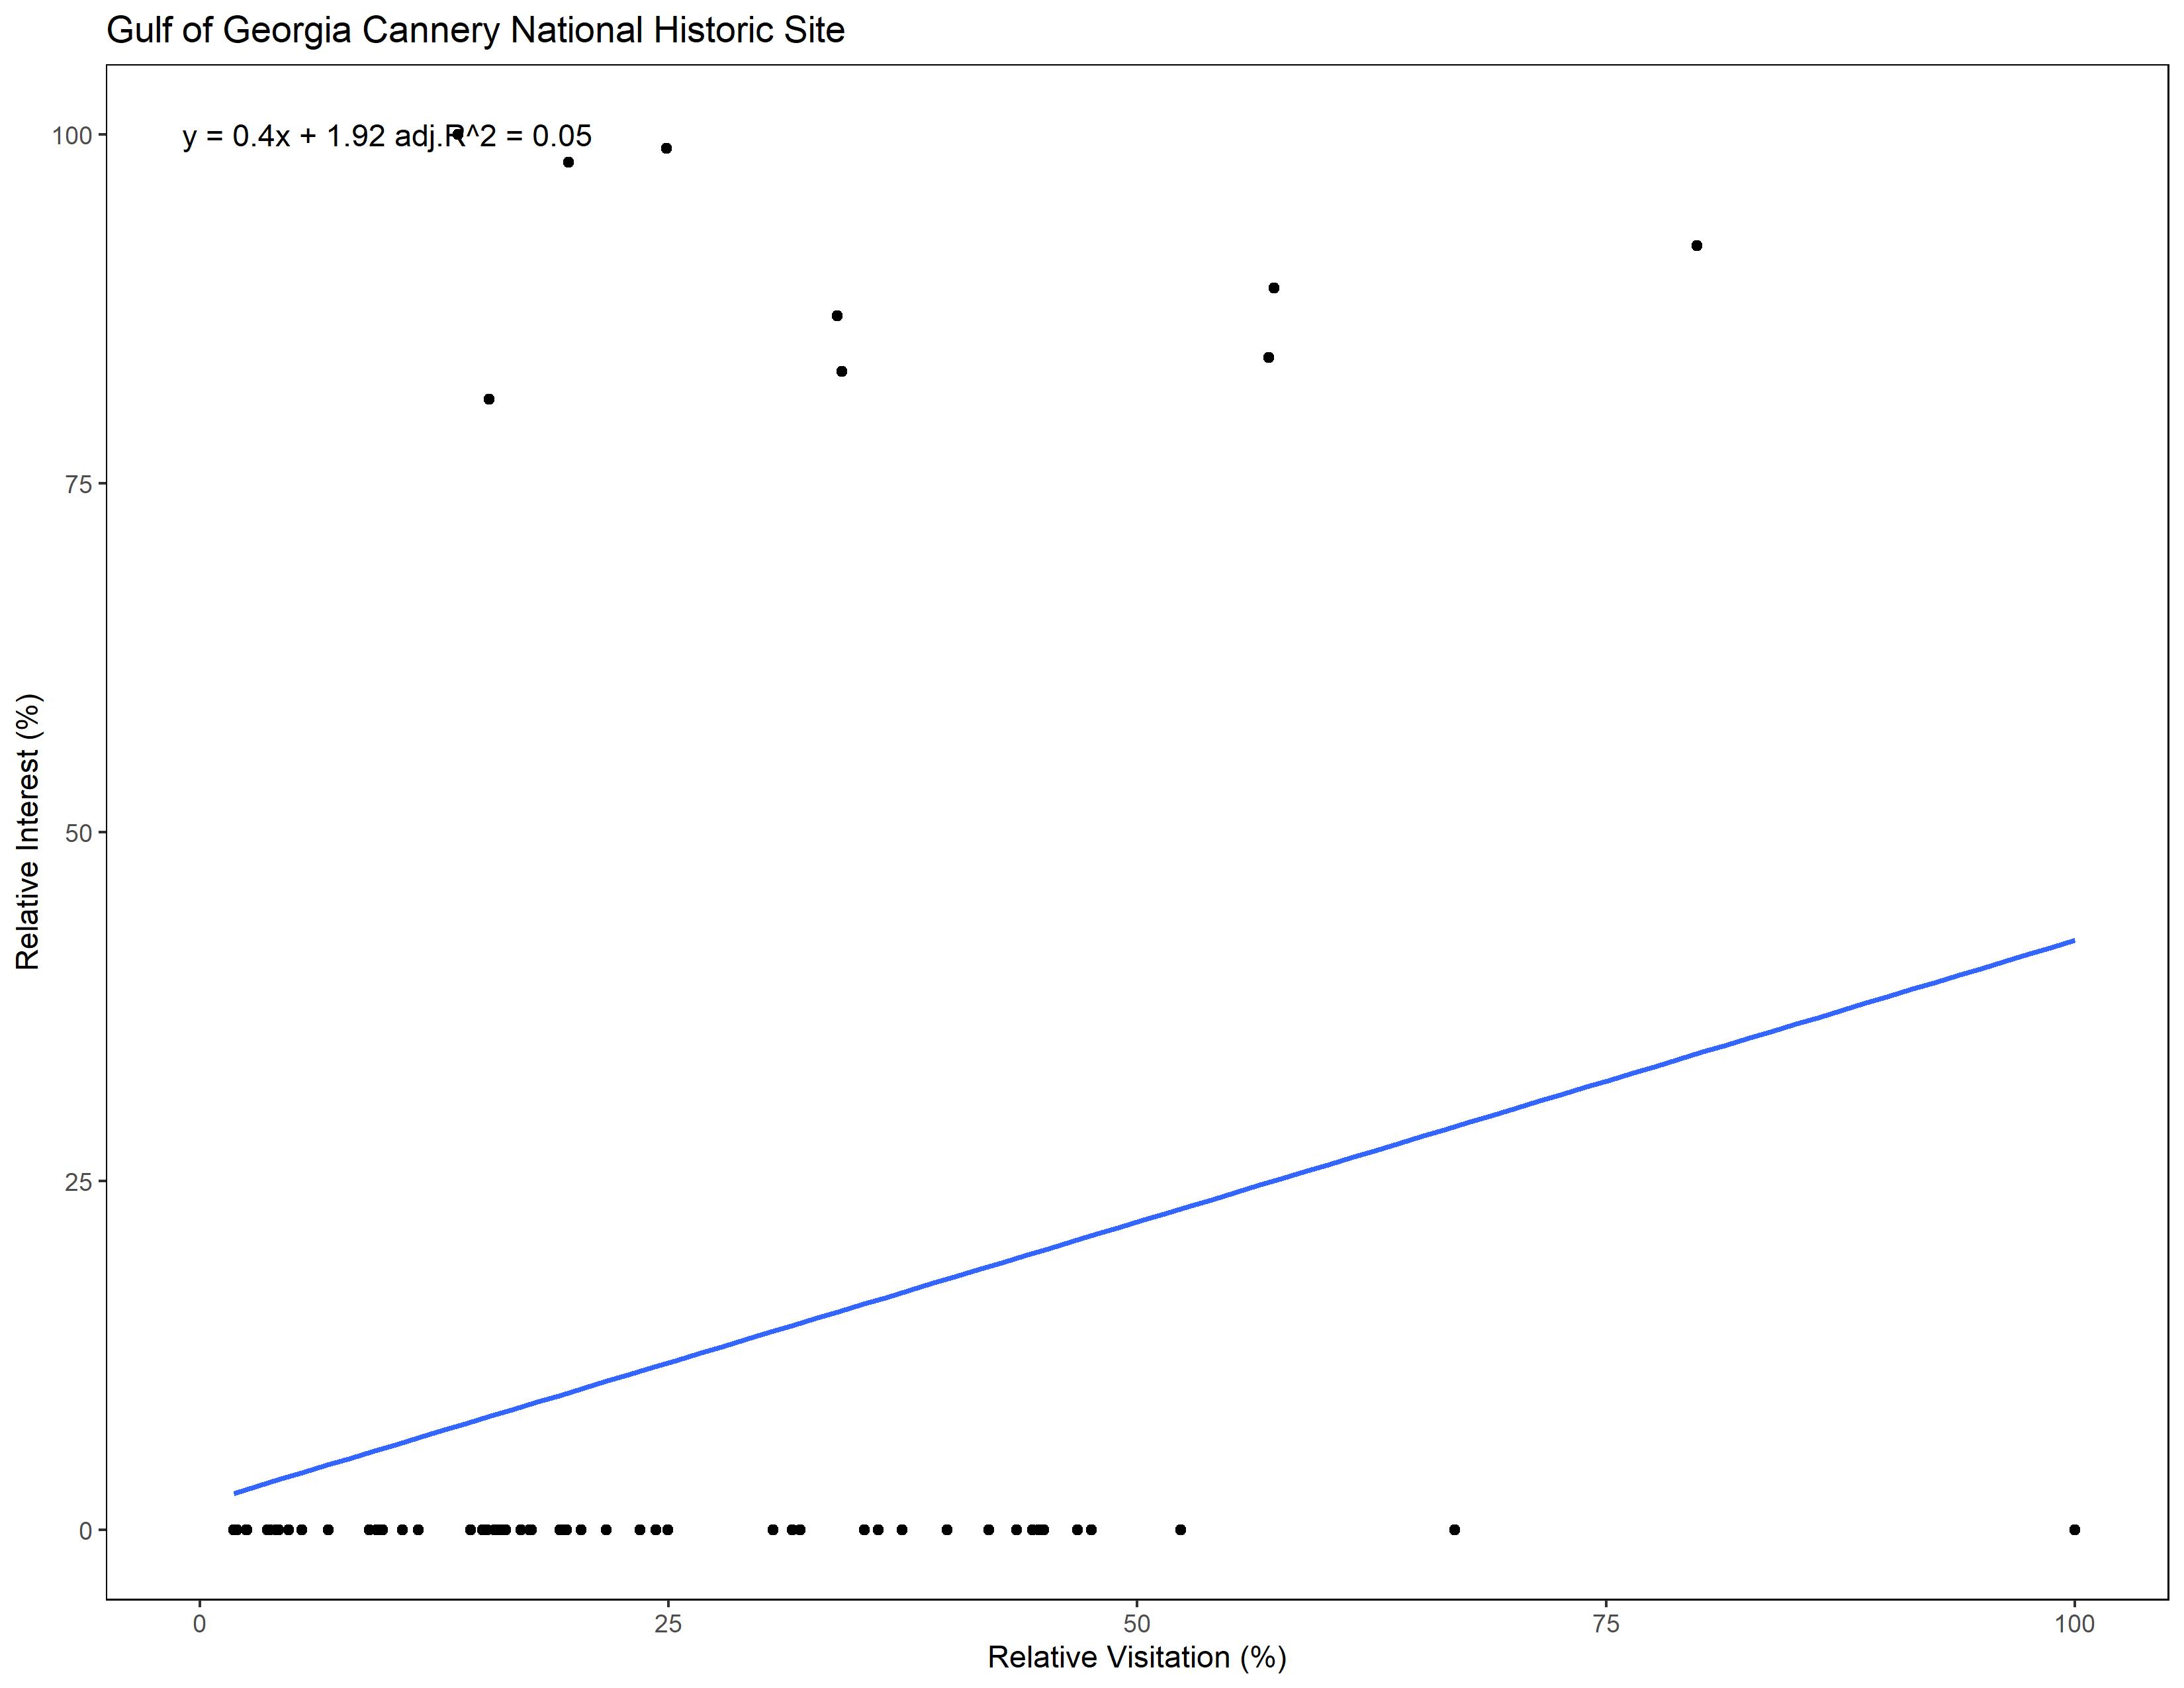 Gulf of Georgia Cannery National Historic Site
y = 0.4x + 1.92 adj.R^2 = 0.05
100
75
50
25
0
Relative Interest (%)
0 25 50 75 100
Relative Visitation (%)